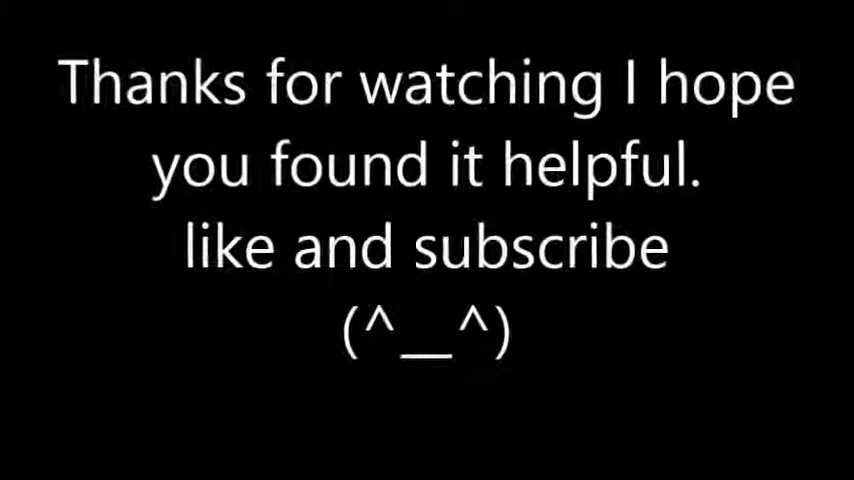 Thanks for watching I hope
you found it helpful.
like and subscribe
(^__^)